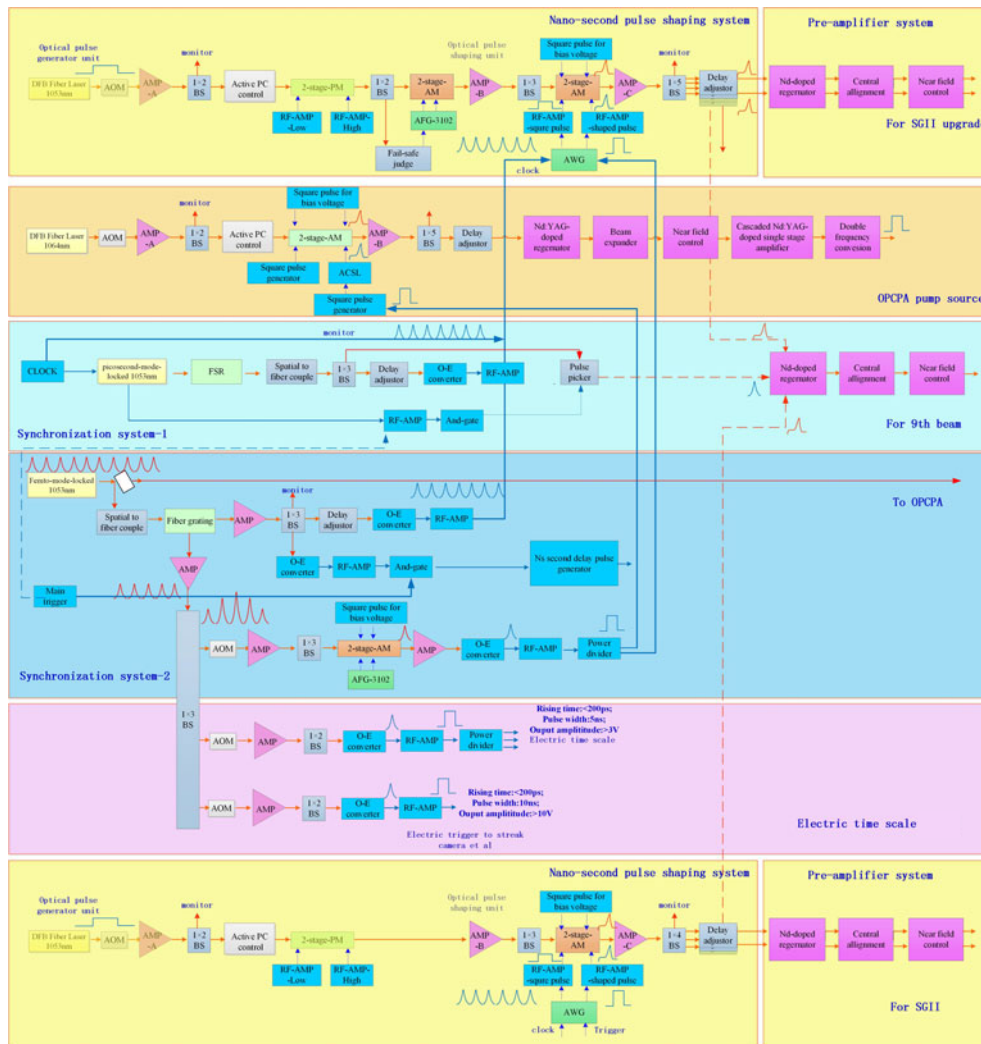 Nano-second pulse shaping system
Pre-amplifier system
Optical pulse
generator unit
monitor
Optical pulse
shaping unit
Square pulse for
bias voltage
monitor
DFB Fiber Laser
1053nm
AOM
AMP
-A
1×2
BS
Active PC
control
2-stage-PM
1×2
BS
2-stage-
AM
AMP
-B
1×3
BS
2-stage-
AM
AMP
-C
1×5
BS
Delay
adjustor
Nd-doped
regernator
Central
allignment
Near field
control
RF-AMP
-Low
RF-AMP-
High
AFG-3102
RF-AMP
-squre pulse
RF-AMP
-shaped pulse
Fail-safe
judge
AWG
clock
For SGII upgrade
monitor
Square pulse for
bias voltage
DFB Fiber Laser
1064nm
AOM
AMP
-A
1×2
BS
Active PC
control
2-stage-AM
AMP
-B
1×5
BS
Delay
adjustor
Nd:YAG-
doped
regernator
Beam
expander
Near field
control
Cascaded Nd:YAG-
doped single stage
amplifier
Double
frequency
convesion
Square pulse
generator
ACSL
Square pulse
generator
OPCPA pump source
monitor
CLOCK
picosecond-mode-
locked 1053nm
FSR
Spatial to
fiber couple
1×3
BS
Delay
adjustor
O-E
converter
RF-AMP
Pulse
picker
Nd-doped
regernator
Central
allignment
Near field
control
RF-AMP
And-gate
Synchronization system-1
For 9th beam
Femto-mode-locked
1053nm
To OPCPA
monitor
Spatial to
fiber couple
Fiber grating
AMP
1×3
BS
Delay
adjustor
O-E
converter
RF-AMP
AMP
O-E
converter
RF-AMP
And-gate
Ns second delay pulse
generator
Main
trigger
Square pulse for
bias voltage
AOM
AMP
1×3
BS
2-stage-AM
AMP
O-E
converter
RF-AMP
Power
divider
AFG-3102
Synchronization system-2
1×3
BS
Rising time:<200ps;
Pulse width:5ns;
Ouput amplititude:>3V
Electric time scale
AOM
AMP
1×2
BS
O-E
converter
RF-AMP
Power
divider
Rising time:<200ps;
Pulse width:10ns;
Ouput amplititude:>10V
AOM
AMP
1×2
BS
O-E
converter
RF-AMP
Electric trigger to streak
camera et al
Electric time scale
Nano-second pulse shaping system
Pre-amplifier system
Optical pulse
generator unit
monitor
Optical pulse
shaping unit
Square pulse for
bias voltage
monitor
DFB Fiber Laser
1053nm
AOM
AMP
-A
1×2
BS
Active PC
control
2-stage-PM
AMP
-B
1×3
BS
2-stage-
AM
AMP
-C
1×4
BS
Delay
adjustor
Nd-doped
regernator
Central
allignment
Near field
control
RF-AMP
-Low
RF-AMP-
High
RF-AMP
-squre pulse
RF-AMP
-shaped pulse
AWG
clock
Trigger
For SGII